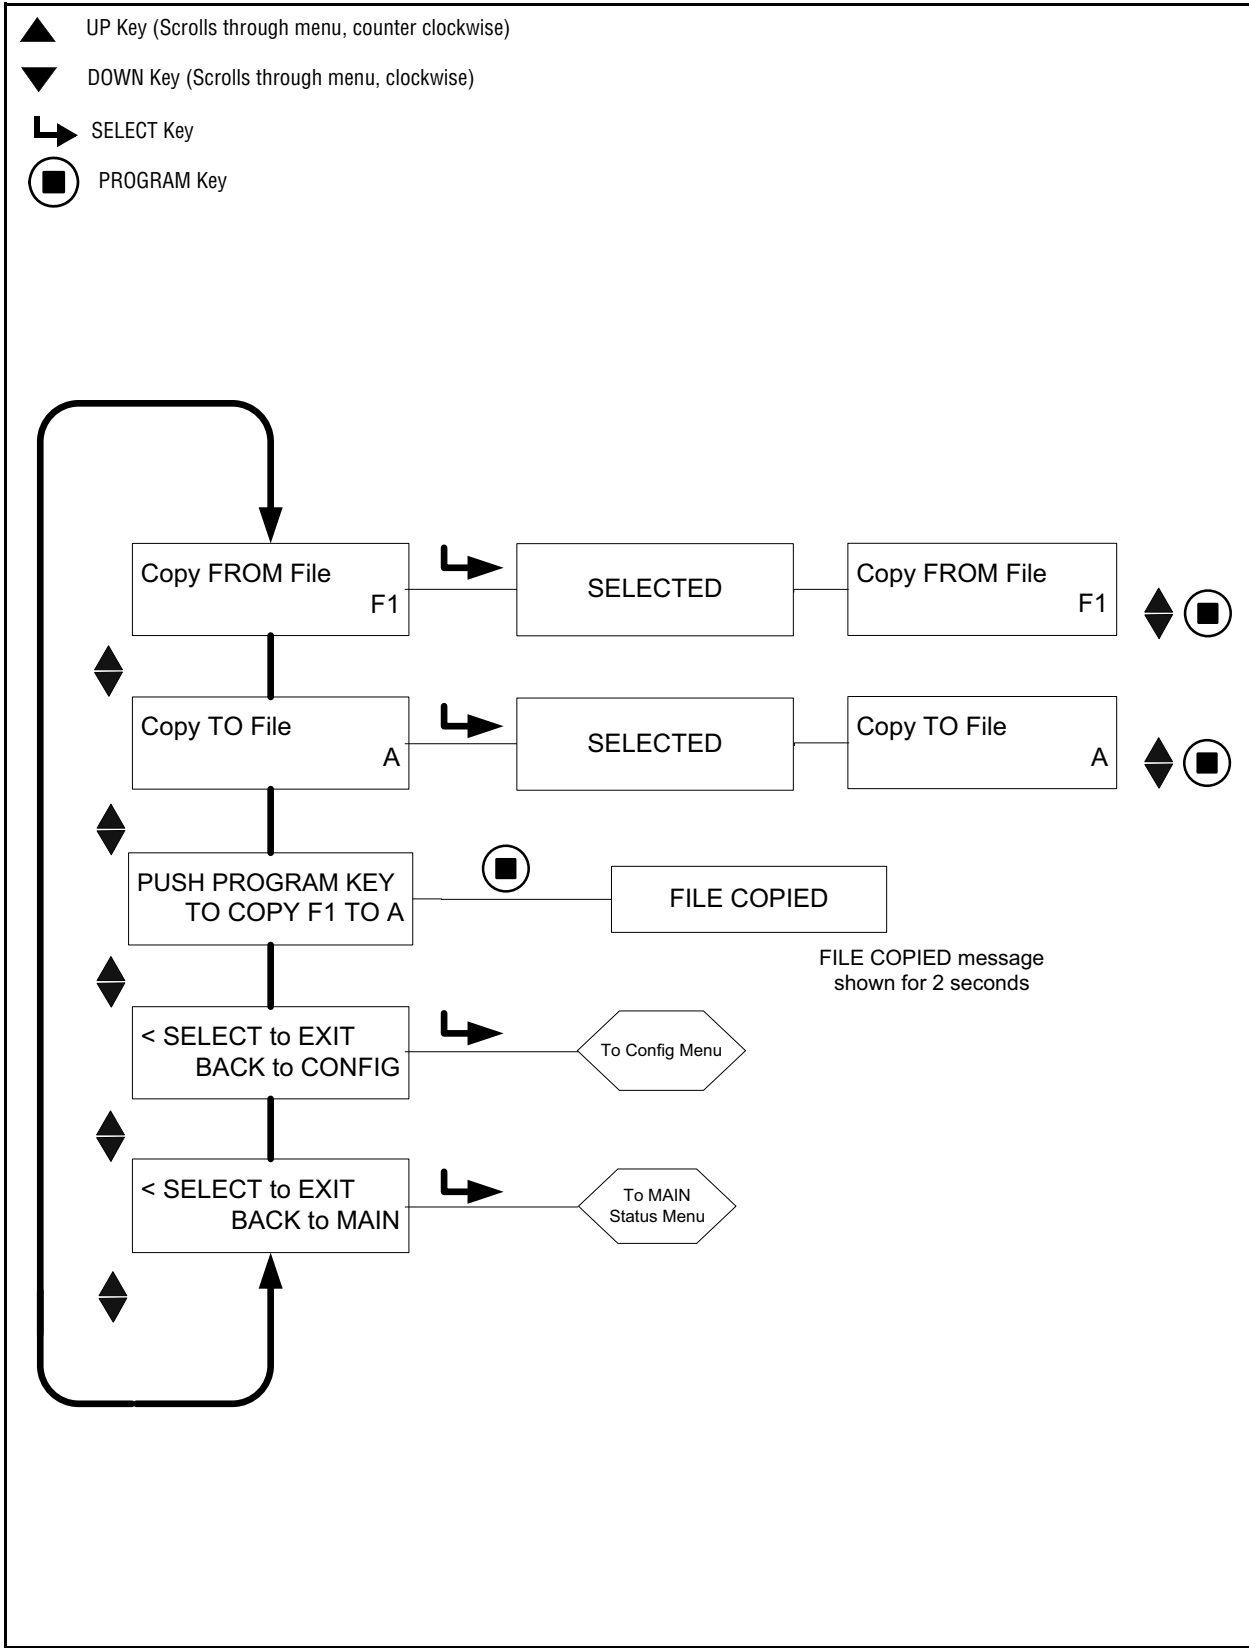 UP Key (Scrolls through menu, counter clockwise)
DOWN Key (Scrolls through menu, clockwise)
SELECT Key
PROGRAM Key
Copy FROM File
F1
SELECTED
Copy FROM File
F1
Copy TO File
A
SELECTED
Copy TO File
A
PUSH PROGRAM KEY
TO COPY F1 TO A
FILE COPIED
FILE COPIED message
shown for 2 seconds
< SELECT to EXIT
BACK to CONFIG
To Config Menu
< SELECT to EXIT
BACK to MAIN
To MAIN
Status Menu